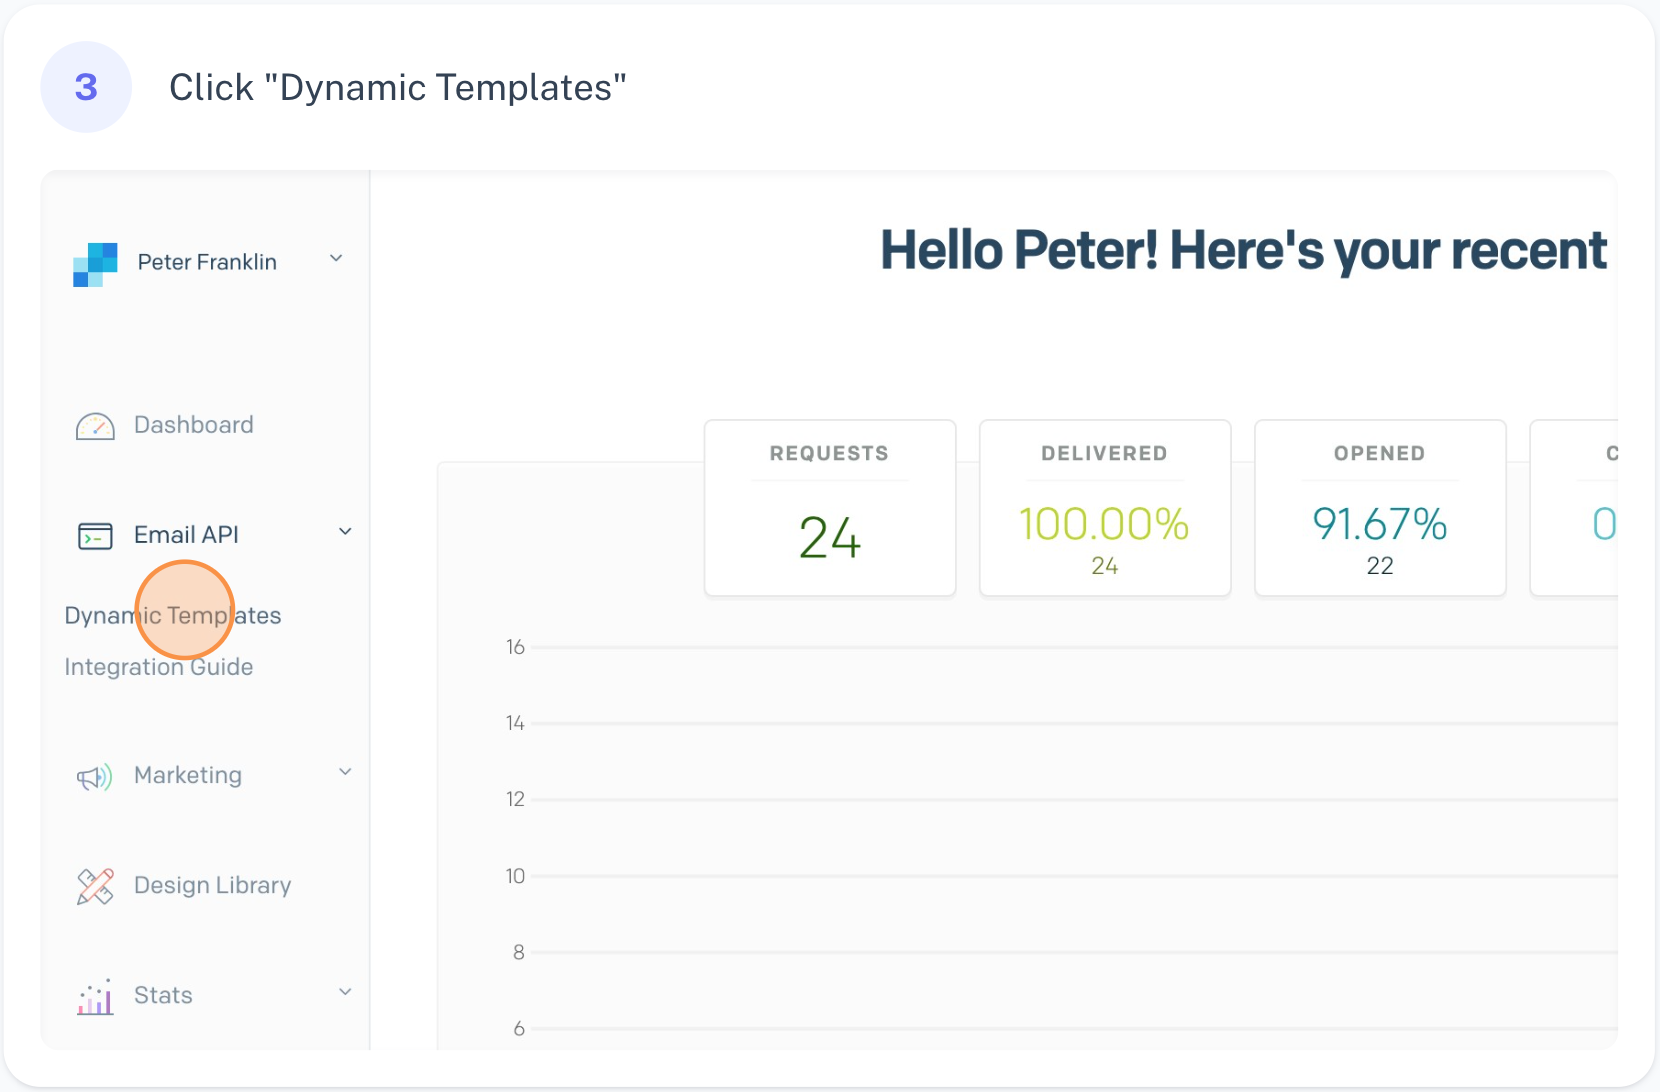 3
Click "Dynamic Templates"
Peter Franklin
Hello Peter! Here's your recent
Dashboard
Email API
Dynamic Templates
Integration Guide
Marketing
Design Library
Stats
REQUESTS
24
DELIVERED
100.00%
24
OPENED
91.67%
22
C
0
16
14
12
10
8
6